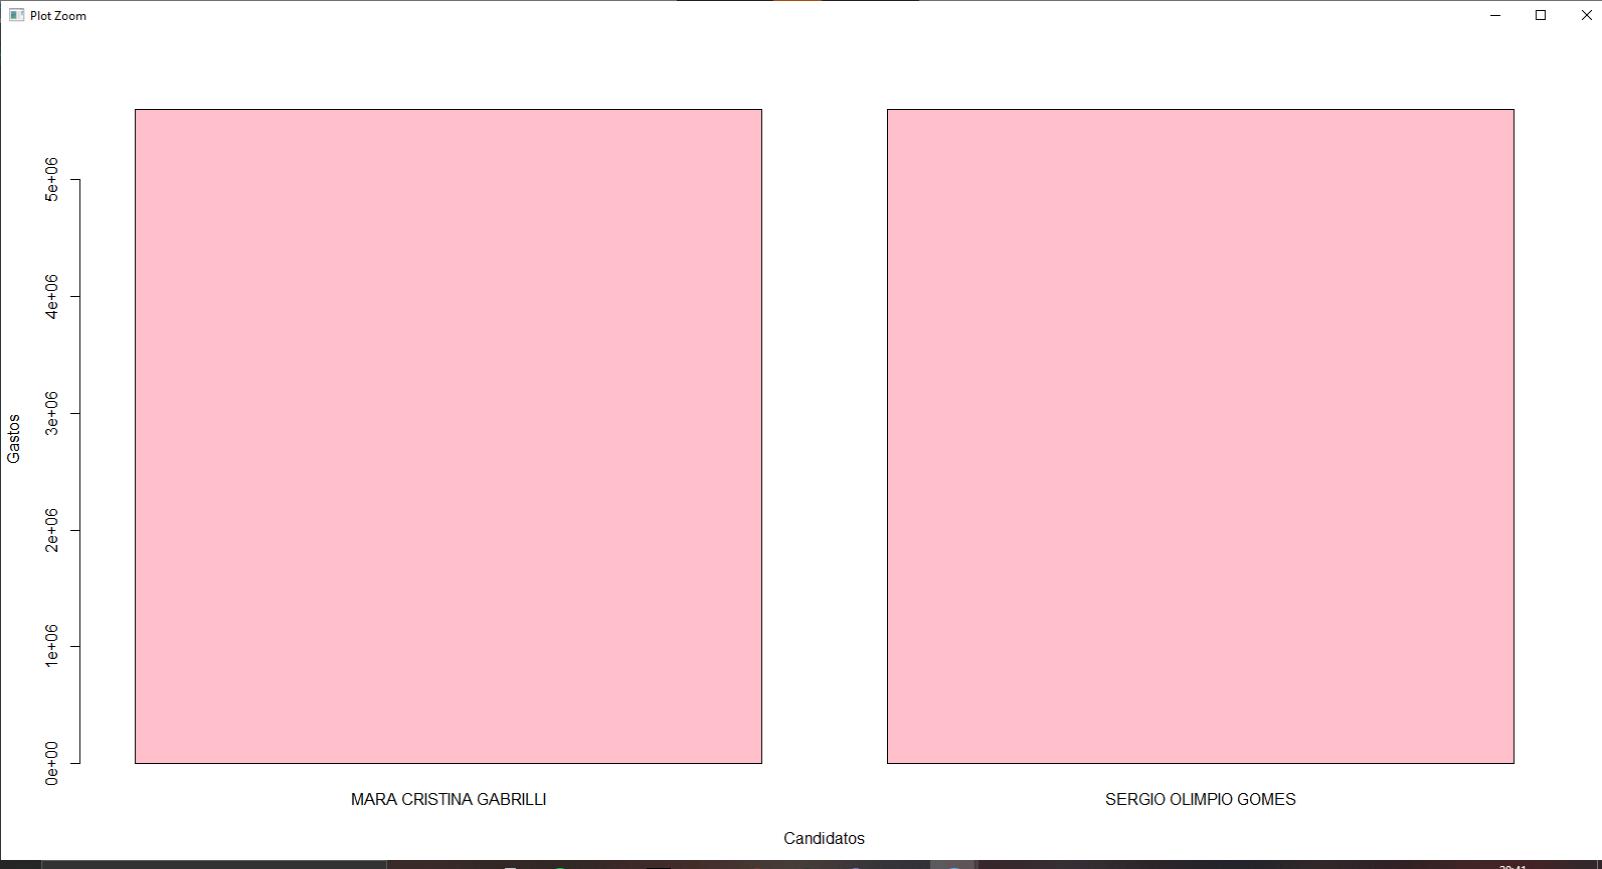 Plot Zoom
5e+06
4e+06
3e+06
2e+06
1e+06
0e+00
Gastos
MARA CRISTINA GABRILLI
SERGIO OLIMPIO GOMES
Candidatos